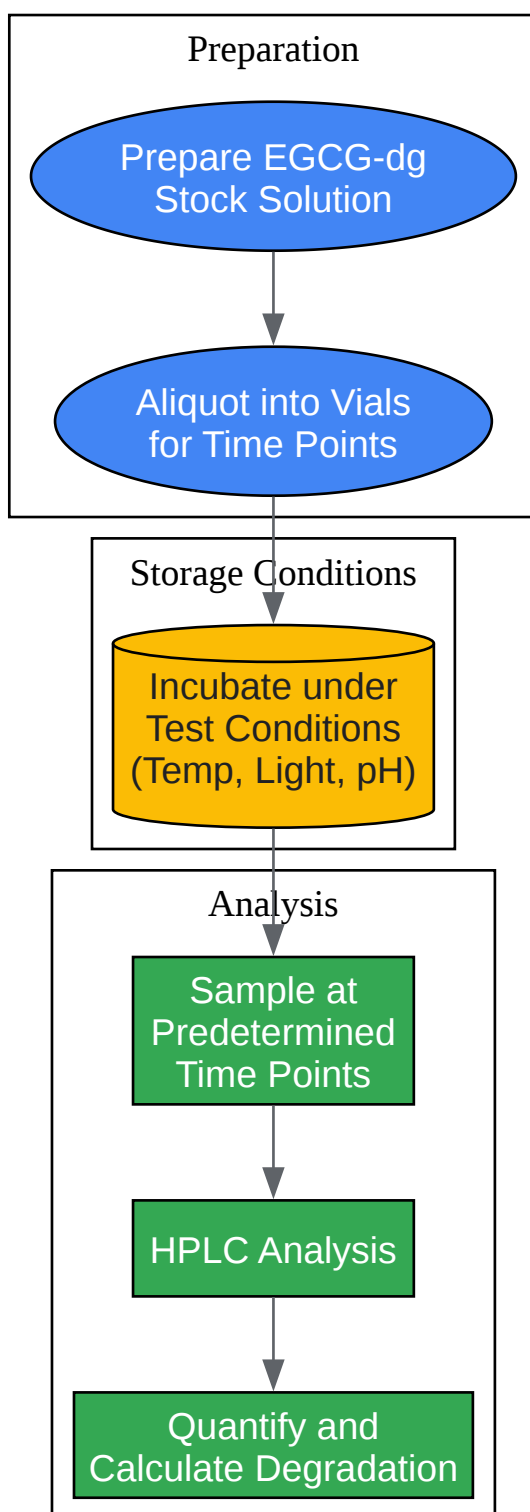 Preparation
Prepare EGCG-dg
Stock Solution
Aliquot into Vials
for Time Points
Storage Conditions
Incubate under
Test Conditions
(Temp, Light, pH)
Analysis
Sample at
Predetermined
Time Points
HPLC Analysis
Quantify and
Calculate Degradation